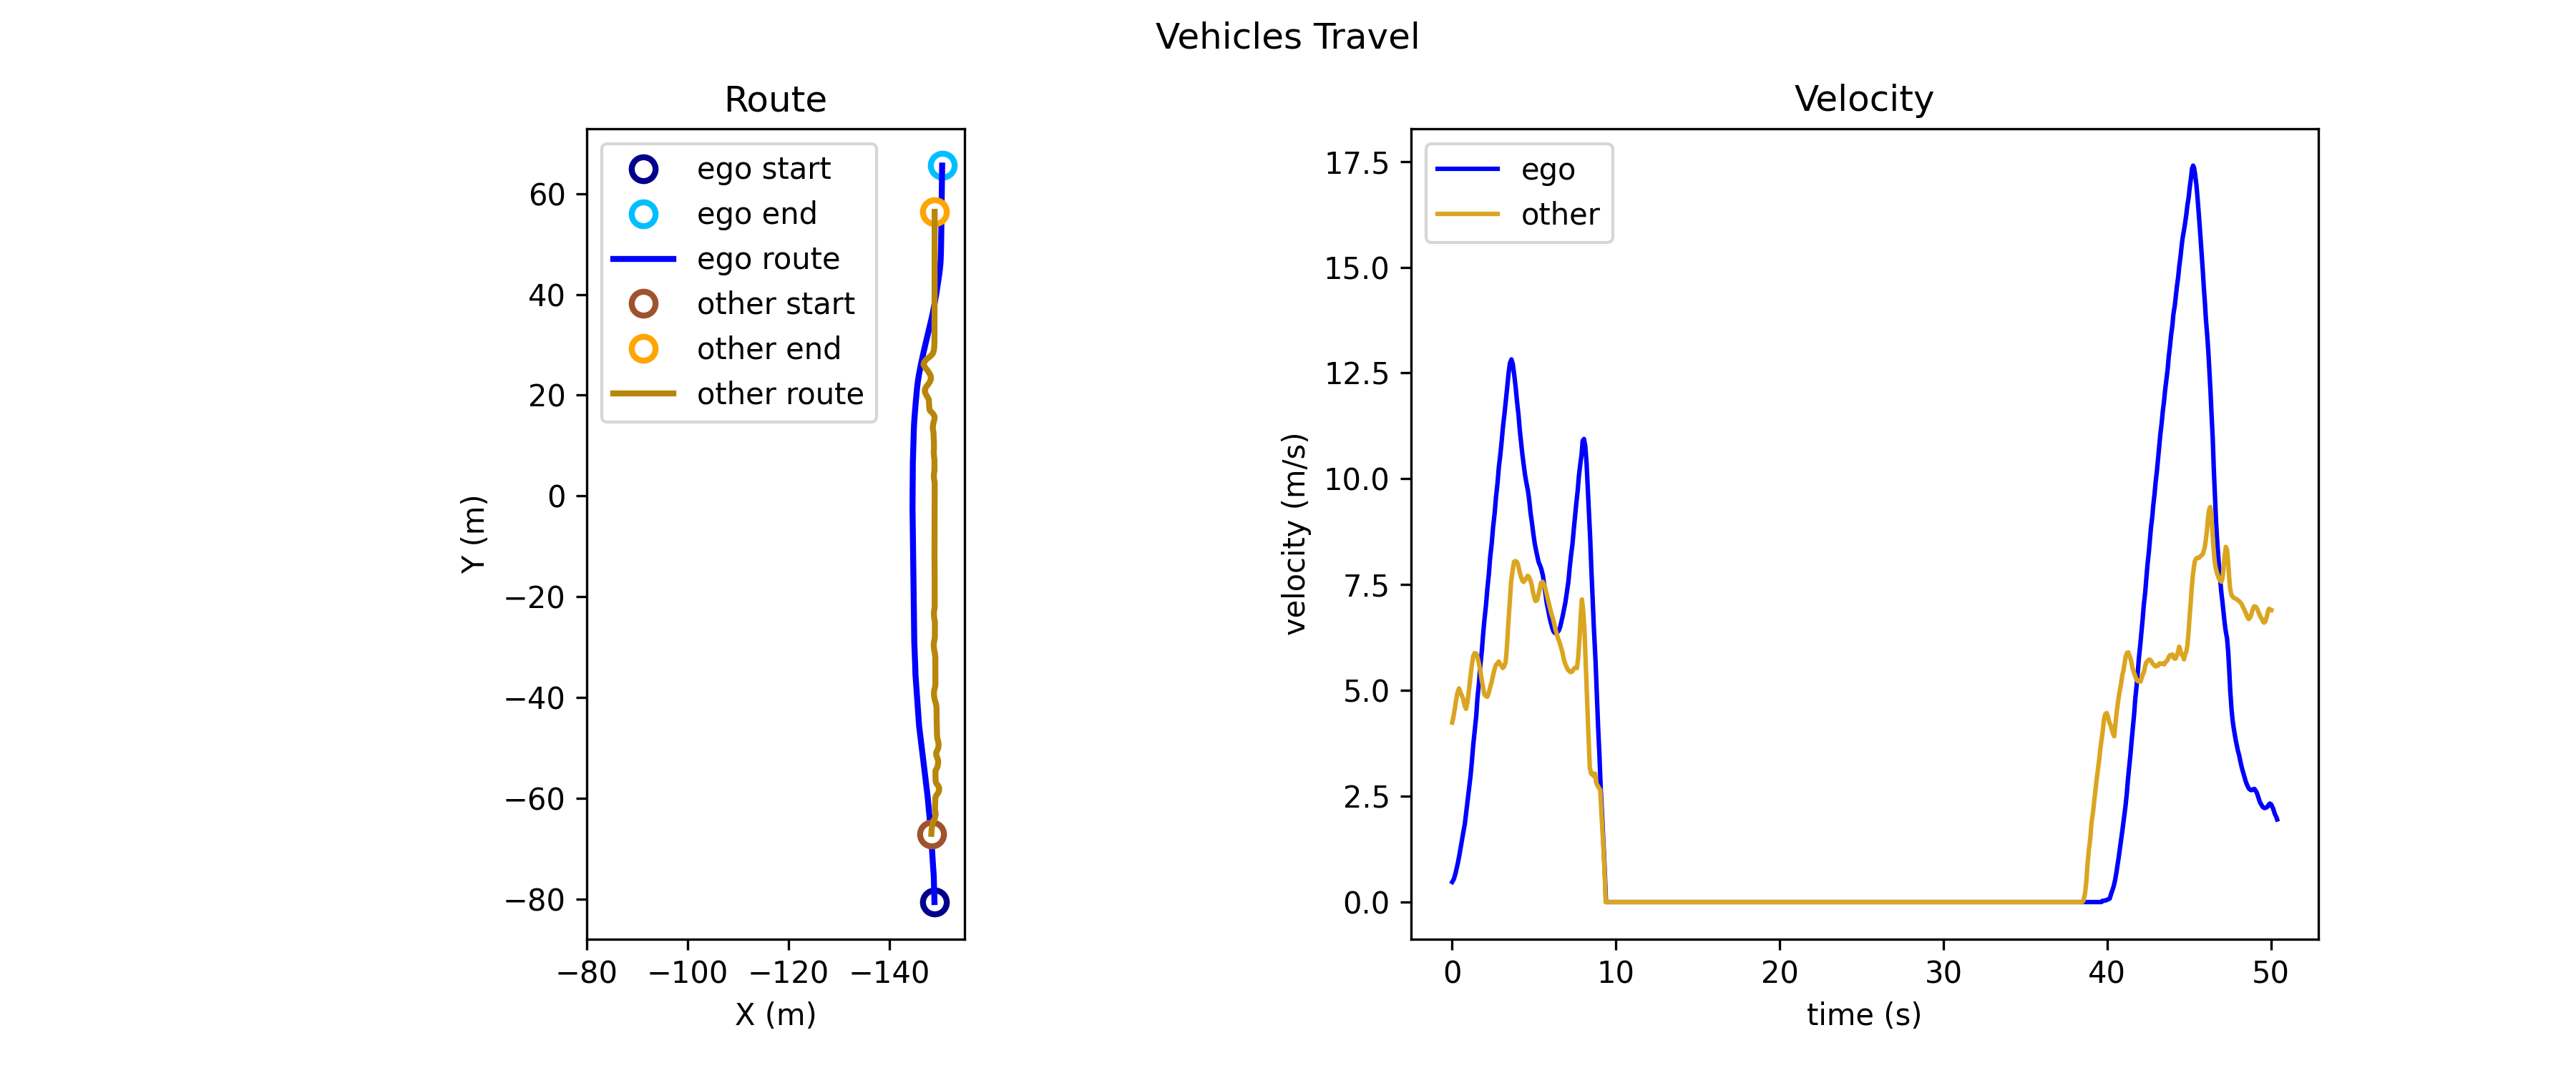 Vehicles Travel
Route
ego start
ego end
ego route
other start
other end
other route
60
40
20
0
−20
−40
−60
−80
Y (m)
−80 −100 −120 −140
X (m)
Velocity
ego
other
17.5
15.0
12.5
10.0
7.5
5.0
2.5
0.0
velocity (m/s)
0 10 20 30 40 50
time (s)